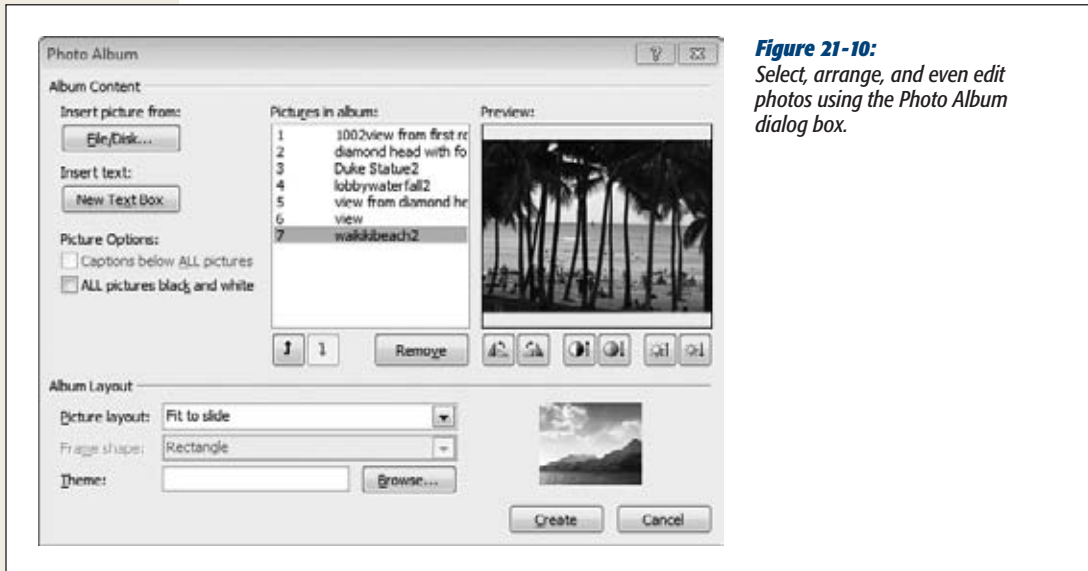 Photo Album
Album Content
Insert picture from:
File/Disk...
Insert text:
New Text Box
Picture Options:
Captions below ALL pictures
ALL pictures black and white
Pictures in album:
1 1002view from first ro
2 diamond head with fo
3 Duke Statue2
4 lobbywaterfall2
5 view from diamond he
6 view
7 waikikibeach2
Remove
Preview:
Album Layout
Picture layout: Fit to slide
Frame shape: Rectangle
Theme:
Browse...
Create
Cancel
Figure 21-10:
Select, arrange, and even edit
photos using the Photo Album
dialog box.